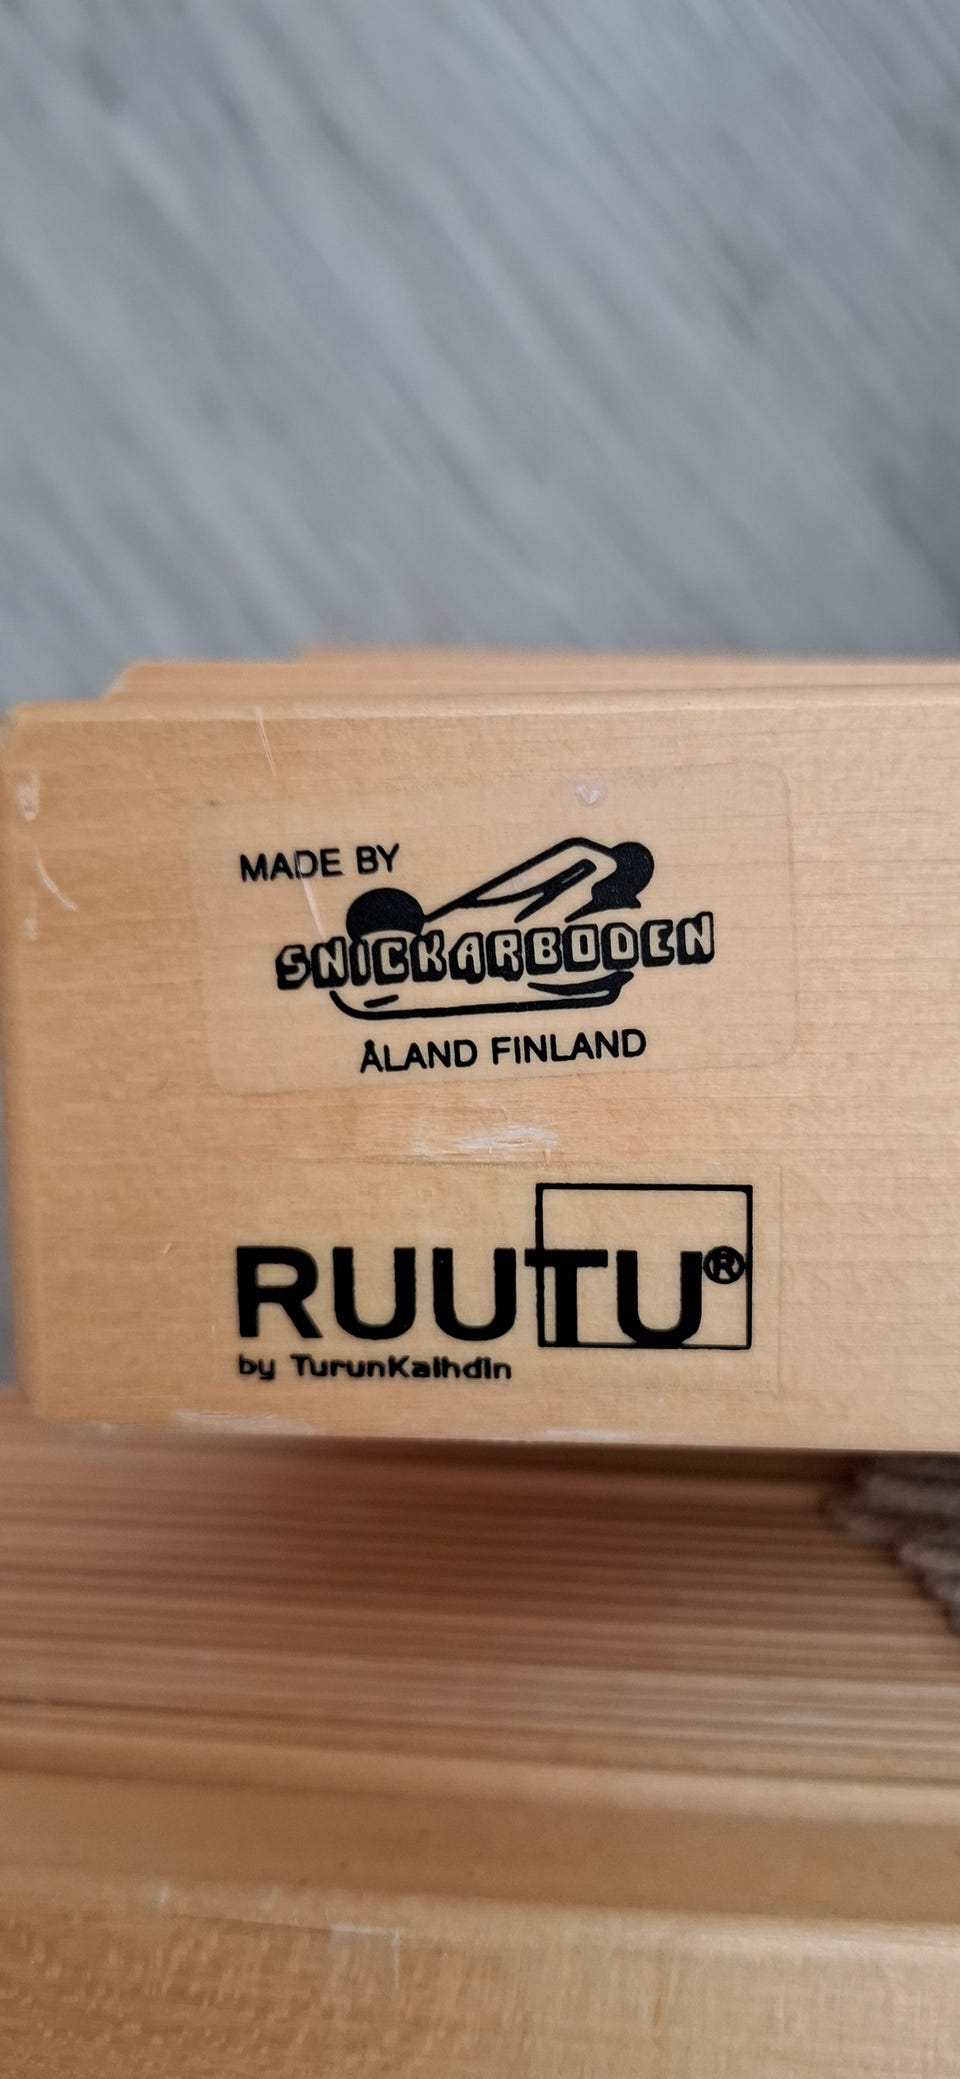 MADE BY
SNICKARBODEN
ÅLAND FINLAND
RUUTU®
by TurunKaihdin